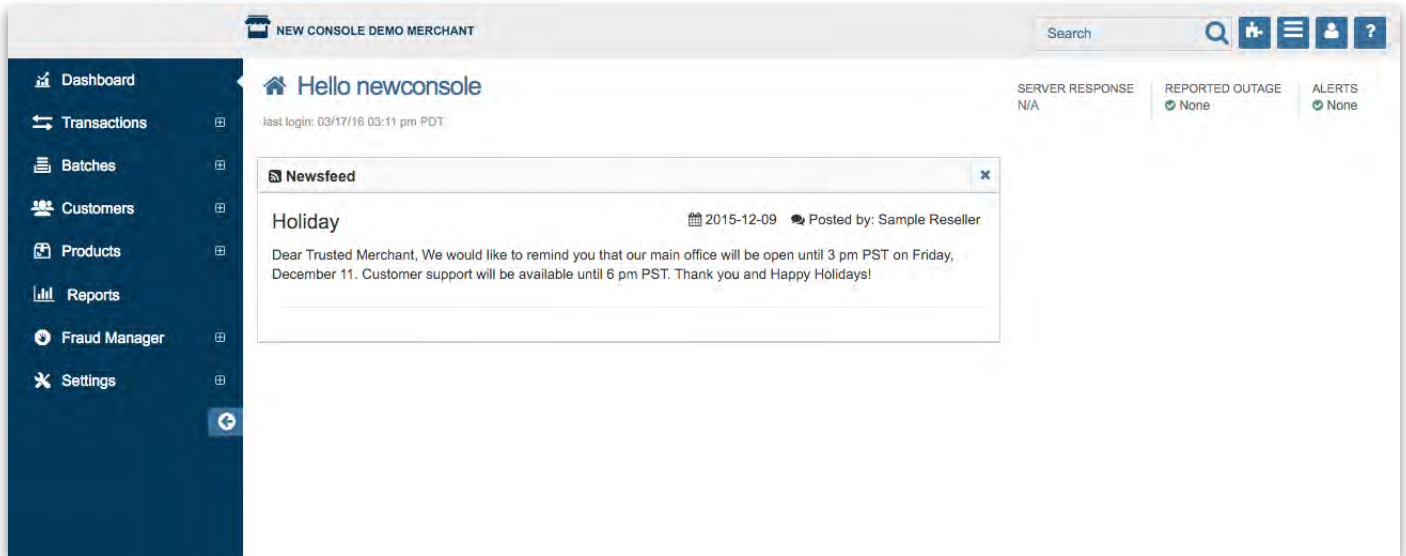 NEW CONSOLE DEMO MERCHANT
Search
?
Dashboard
Transactions
Batches
Customers
Products
Reports
Fraud Manager
Settings
Hello newconsole
last login: 03/17/16 03:11 pm PDT
SERVER RESPONSE
N/A
REPORTED OUTAGE
None
ALERTS
None
Newsfeed
Holiday
2015-12-09 Posted by: Sample Reseller
Dear Trusted Merchant, We would like to remind you that our main office will be open until 3 pm PST on Friday,
December 11. Customer support will be available until 6 pm PST. Thank you and Happy Holidays!